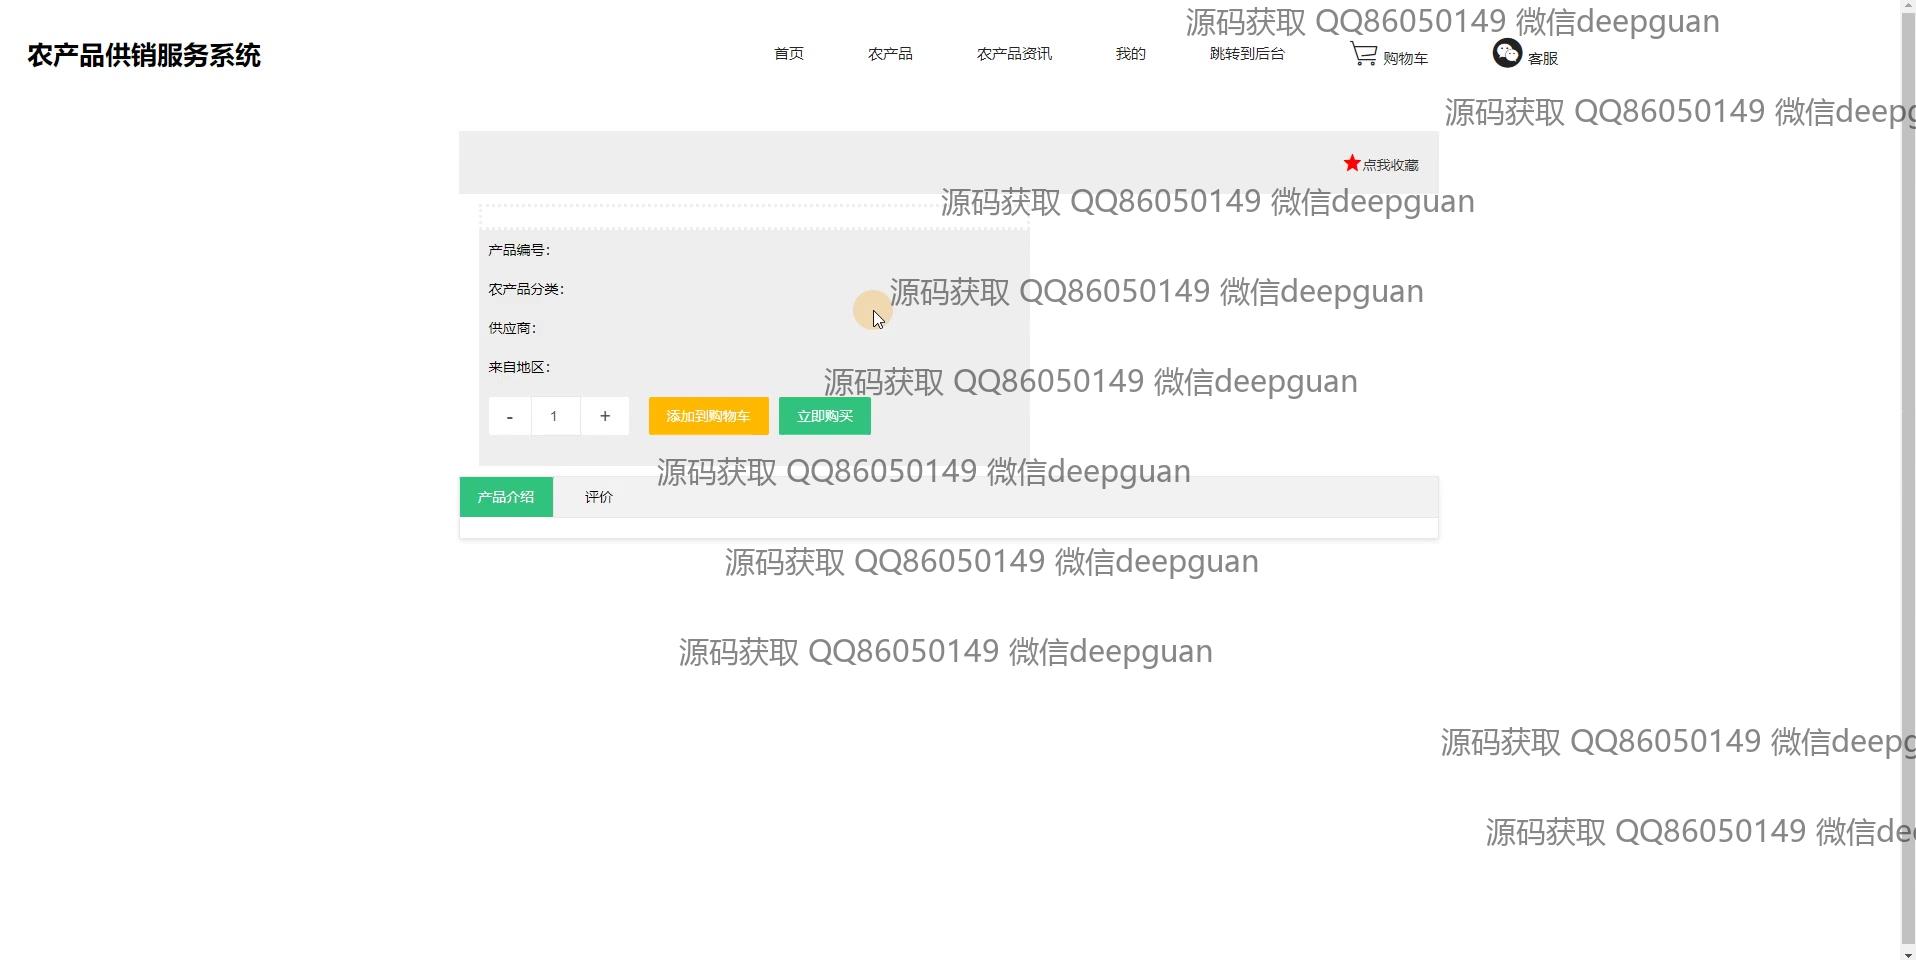 源码获取 QQ86050149 微信deepguan
农产品供销服务系统
首页
农产品
农产品资讯
我的
跳转到后台
购物车
客服
源码获取 QQ86050149 微信deepg
点我收藏
源码获取 QQ86050149 微信deepguan
产品编号：
农产品分类：
源码获取 QQ86050149 微信deepguan
供应商：
来自地区：
源码获取 QQ86050149 微信deepguan
- 1 +
添加到购物车
立即购买
源码获取 QQ86050149 微信deepguan
产品介绍
评价
源码获取 QQ86050149 微信deepguan
源码获取 QQ86050149 微信deepguan
源码获取 QQ86050149 微信deepg
源码获取 QQ86050149 微信de